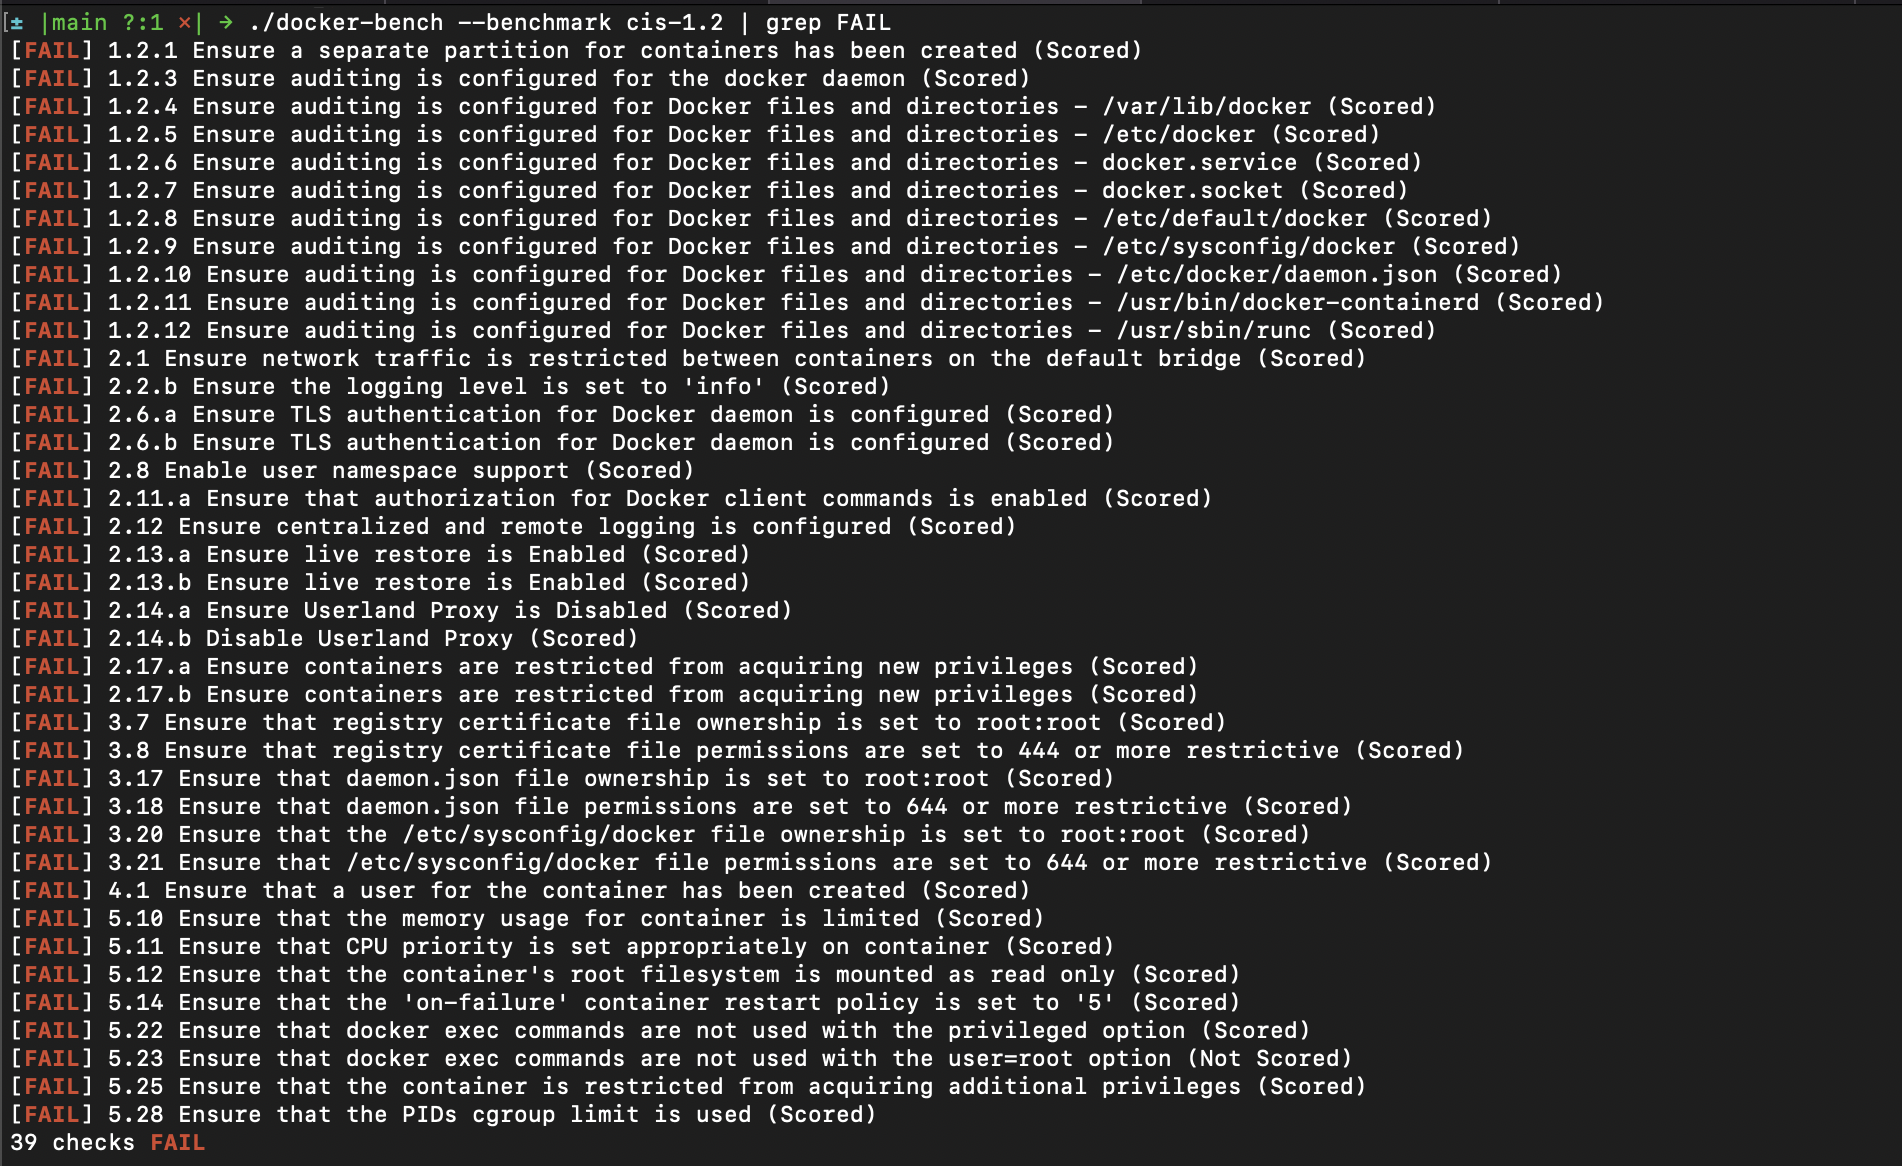 [± |main ?:1 ×| → ./docker-bench --benchmark cis-1.2 | grep FAIL
[FAIL] 1.2.1 Ensure a separate partition for containers has been created (Scored)
[FAIL] 1.2.3 Ensure auditing is configured for the docker daemon (Scored)
[FAIL] 1.2.4 Ensure auditing is configured for Docker files and directories - /var/lib/docker (Scored)
[FAIL] 1.2.5 Ensure auditing is configured for Docker files and directories - /etc/docker (Scored)
[FAIL] 1.2.6 Ensure auditing is configured for Docker files and directories - docker.service (Scored)
[FAIL] 1.2.7 Ensure auditing is configured for Docker files and directories - docker.socket (Scored)
[FAIL] 1.2.8 Ensure auditing is configured for Docker files and directories - /etc/default/docker (Scored)
[FAIL] 1.2.9 Ensure auditing is configured for Docker files and directories - /etc/sysconfig/docker (Scored)
[FAIL] 1.2.10 Ensure auditing is configured for Docker files and directories - /etc/docker/daemon.json (Scored)
[FAIL] 1.2.11 Ensure auditing is configured for Docker files and directories - /usr/bin/docker-containerd (Scored)
[FAIL] 1.2.12 Ensure auditing is configured for Docker files and directories - /usr/sbin/runc (Scored)
[FAIL] 2.1 Ensure network traffic is restricted between containers on the default bridge (Scored)
[FAIL] 2.2.b Ensure the logging level is set to 'info' (Scored)
[FAIL] 2.6.a Ensure TLS authentication for Docker daemon is configured (Scored)
[FAIL] 2.6.b Ensure TLS authentication for Docker daemon is configured (Scored)
[FAIL] 2.8 Enable user namespace support (Scored)
[FAIL] 2.11.a Ensure that authorization for Docker client commands is enabled (Scored)
[FAIL] 2.12 Ensure centralized and remote logging is configured (Scored)
[FAIL] 2.13.a Ensure live restore is Enabled (Scored)
[FAIL] 2.13.b Ensure live restore is Enabled (Scored)
[FAIL] 2.14.a Ensure Userland Proxy is Disabled (Scored)
[FAIL] 2.14.b Disable Userland Proxy (Scored)
[FAIL] 2.17.a Ensure containers are restricted from acquiring new privileges (Scored)
[FAIL] 2.17.b Ensure containers are restricted from acquiring new privileges (Scored)
[FAIL] 3.7 Ensure that registry certificate file ownership is set to root:root (Scored)
[FAIL] 3.8 Ensure that registry certificate file permissions are set to 444 or more restrictive (Scored)
[FAIL] 3.17 Ensure that daemon.json file ownership is set to root:root (Scored)
[FAIL] 3.18 Ensure that daemon.json file permissions are set to 644 or more restrictive (Scored)
[FAIL] 3.20 Ensure that the /etc/sysconfig/docker file ownership is set to root:root (Scored)
[FAIL] 3.21 Ensure that /etc/sysconfig/docker file permissions are set to 644 or more restrictive (Scored)
[FAIL] 4.1 Ensure that a user for the container has been created (Scored)
[FAIL] 5.10 Ensure that the memory usage for container is limited (Scored)
[FAIL] 5.11 Ensure that CPU priority is set appropriately on container (Scored)
[FAIL] 5.12 Ensure that the container's root filesystem is mounted as read only (Scored)
[FAIL] 5.14 Ensure that the 'on-failure' container restart policy is set to '5' (Scored)
[FAIL] 5.22 Ensure that docker exec commands are not used with the privileged option (Scored)
[FAIL] 5.23 Ensure that docker exec commands are not used with the user=root option (Not Scored)
[FAIL] 5.25 Ensure that the container is restricted from acquiring additional privileges (Scored)
[FAIL] 5.28 Ensure that the PIDs cgroup limit is used (Scored)
39 checks FAIL